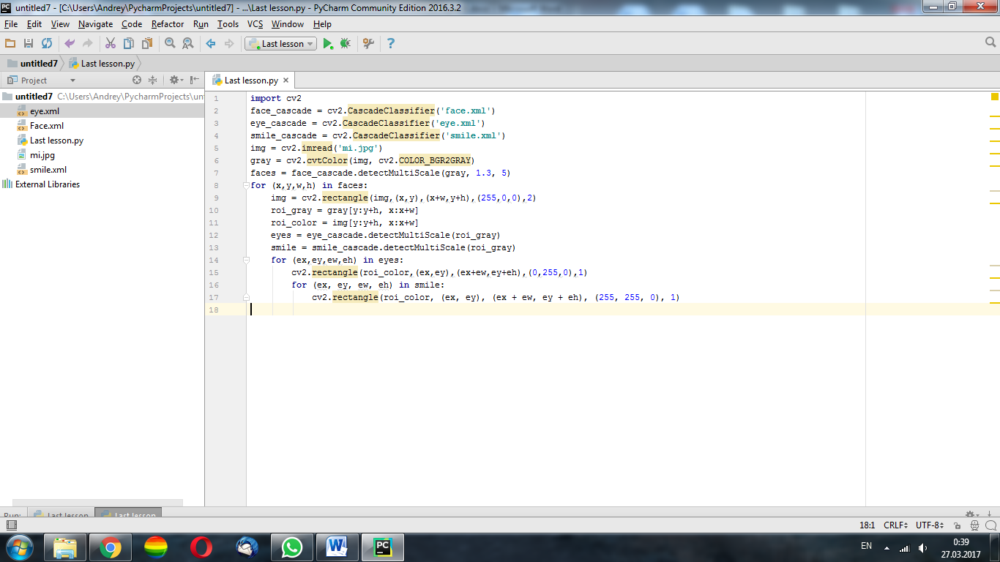 untitled7 - [C:\Users\Andrey\PycharmProjects\untitled7] - ...\Last lesson.py - PyCharm Community Edition 2016.3.2
File Edit View Navigate Code Refactor Run Tools VCS Window Help
Last lesson
untitled7 Last lesson.py
Project
Last lesson.py
untitled7 C:\Users\Andrey\PycharmProjects\un
eye.xml
Face.xml
Last lesson.py
mi.jpg
smile.xml
External Libraries
1 import cv2
2 face_cascade = cv2.CascadeClassifier('face.xml')
3 eye_cascade = cv2.CascadeClassifier('eye.xml')
4 smile_cascade = cv2.CascadeClassifier('smile.xml')
5 img = cv2.imread('mi.jpg')
6 gray = cv2.cvtColor(img, cv2.COLOR_BGR2GRAY)
7 faces = face_cascade.detectMultiScale(gray, 1.3, 5)
8 for (x,y,w,h) in faces:
9 img = cv2.rectangle(img,(x,y),(x+w,y+h),(255,0,0),2)
10 roi_gray = gray[y:y+h, x:x+w]
11 roi_color = img[y:y+h, x:x+w]
12 eyes = eye_cascade.detectMultiScale(roi_gray)
13 smile = smile_cascade.detectMultiScale(roi_gray)
14 for (ex,ey,ew,eh) in eyes:
15 cv2.rectangle(roi_color,(ex,ey),(ex+ew,ey+eh),(0,255,0),1)
16 for (ex, ey, ew, eh) in smile:
17 cv2.rectangle(roi_color, (ex, ey), (ex + ew, ey + eh), (255, 255, 0), 1)
18
Run: Last lesson Last lesson
18:1 CRLF UTF-8
EN
0:39
27.03.2017